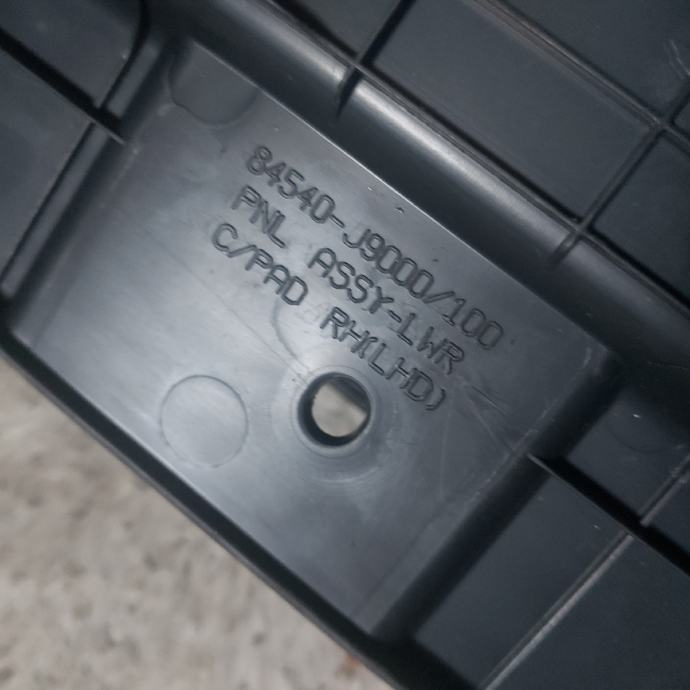 84540-J9000/100
PNL ASSY-LWR
C/PAD RH(LHD)